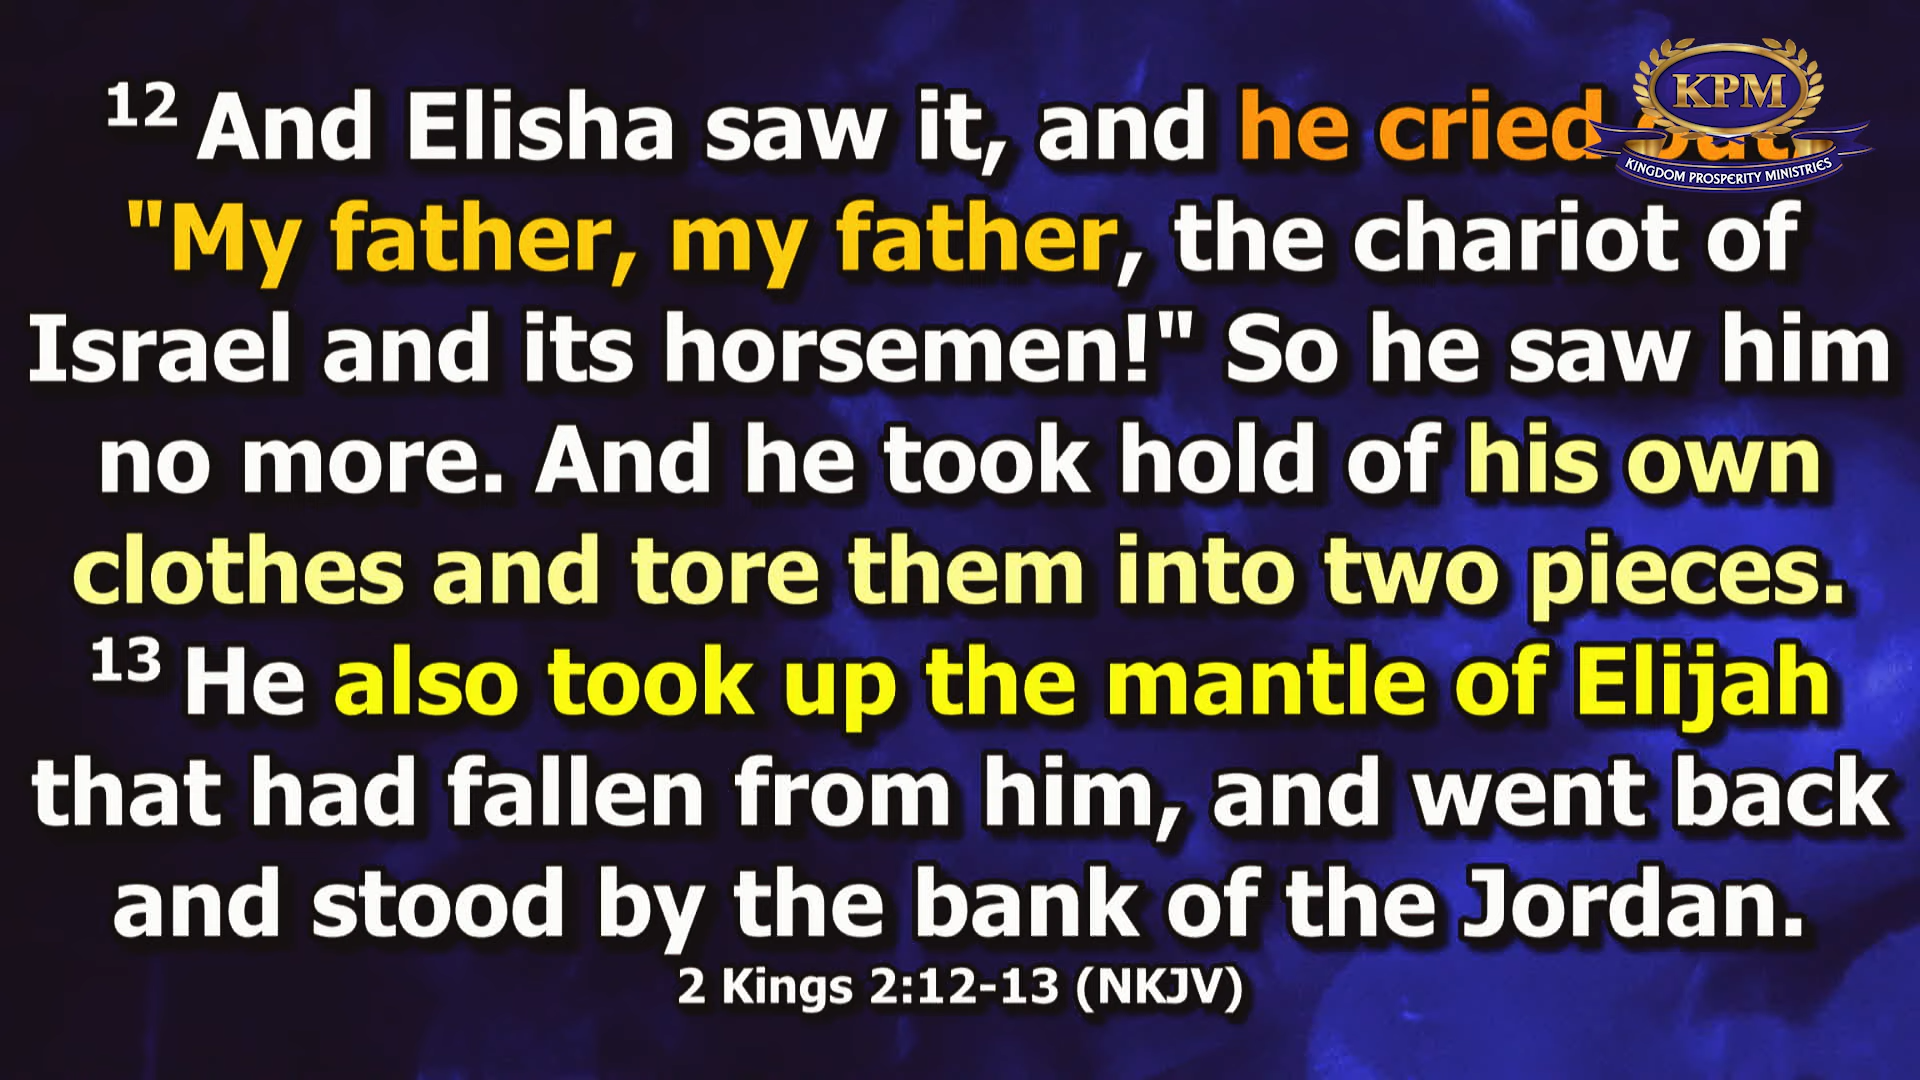 12 And Elisha saw it, and he cried out,
"My father, my father, the chariot of
Israel and its horsemen!" So he saw him
no more. And he took hold of his own
clothes and tore them into two pieces.
13 He also took up the mantle of Elijah
that had fallen from him, and went back
and stood by the bank of the Jordan.
2 Kings 2:12-13 (NKJV)
KPM
KINGDOM PROSPERITY MINISTRIES